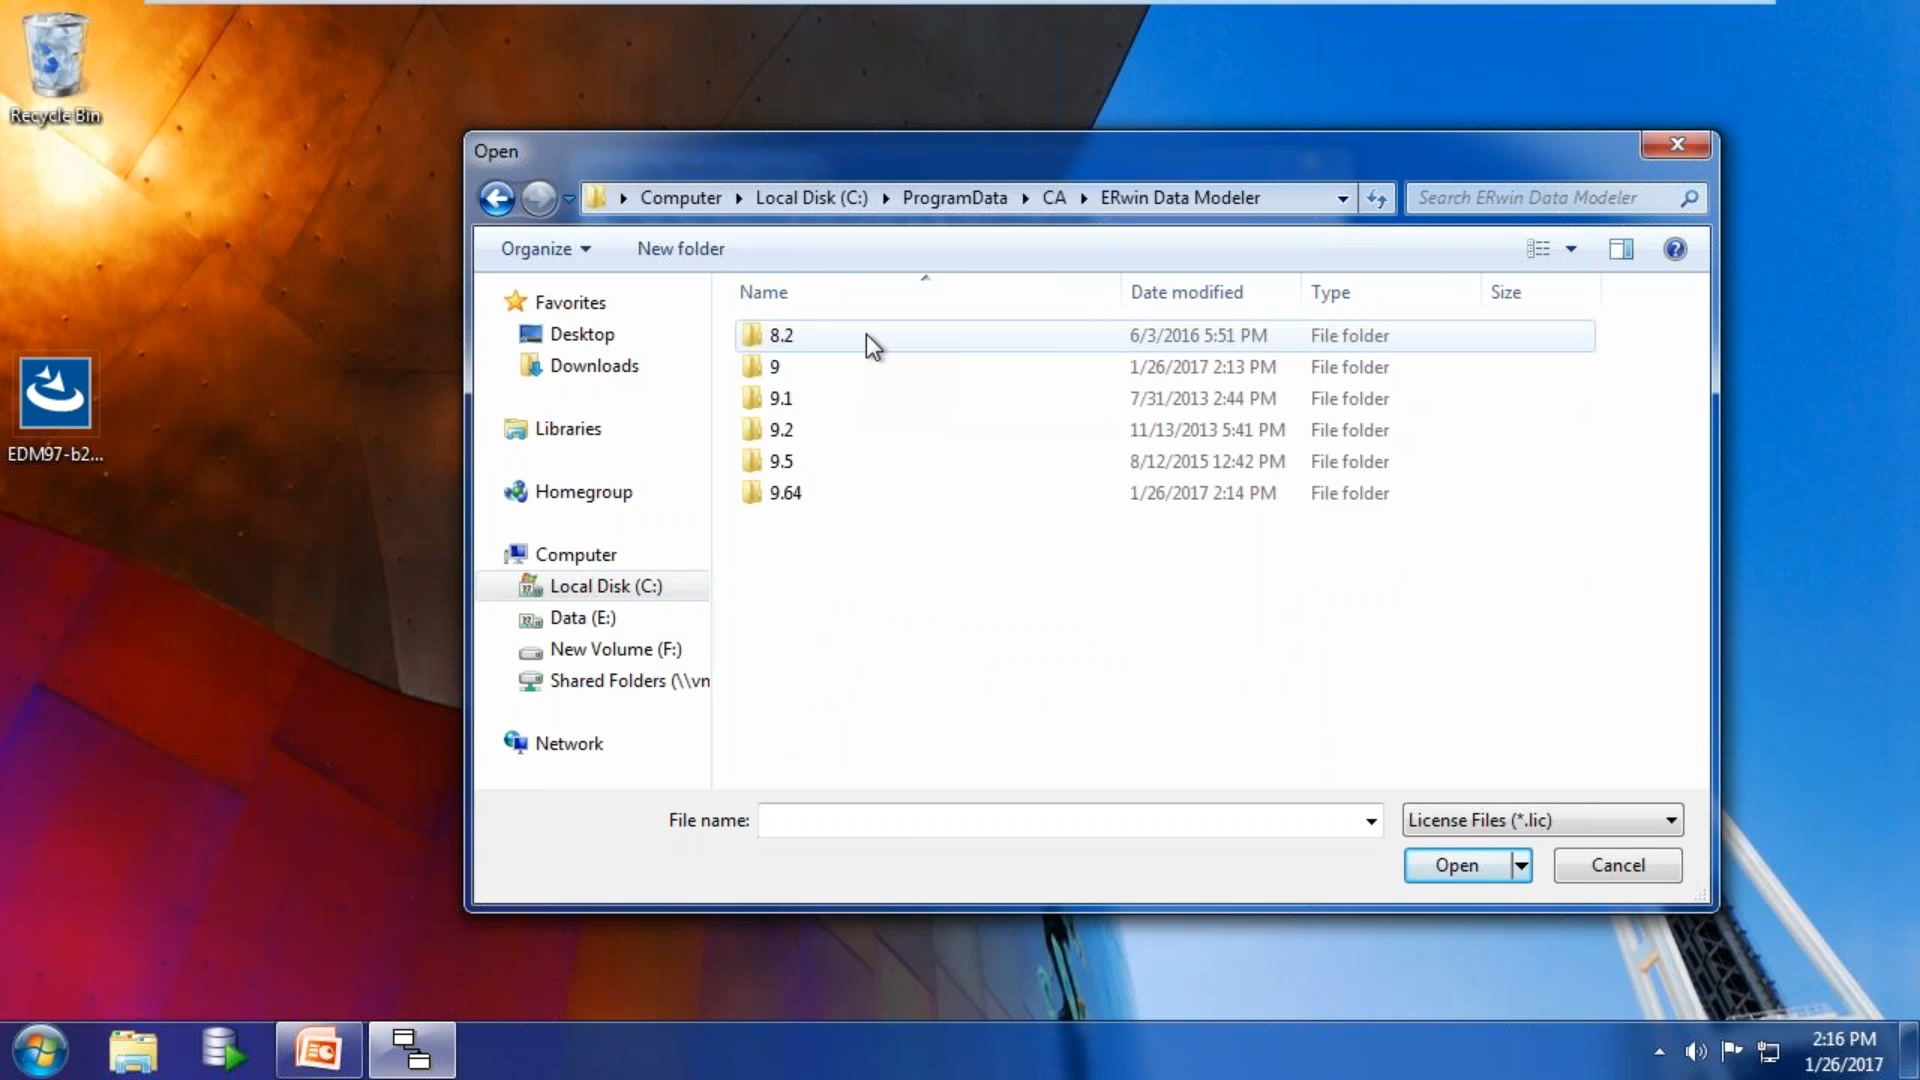 Recycle Bin
EDM97-b2...
Open
Computer
Local Disk (C:)
ProgramData
CA
ERwin Data Modeler
Search ERwin Data Modeler
Organize
New folder
Favorites
Desktop
Downloads
Libraries
Homegroup
Computer
Local Disk (C:)
Data (E:)
New Volume (F:)
Shared Folders (\\vn
Network
Name
Date modified
Type
Size
8.2
6/3/2016 5:51 PM
File folder
9
1/26/2017 2:13 PM
File folder
9.1
7/31/2013 2:44 PM
File folder
9.2
11/13/2013 5:41 PM
File folder
9.5
8/12/2015 12:42 PM
File folder
9.64
1/26/2017 2:14 PM
File folder
File name:
License Files (*.lic)
Open
Cancel
2:16 PM
1/26/2017